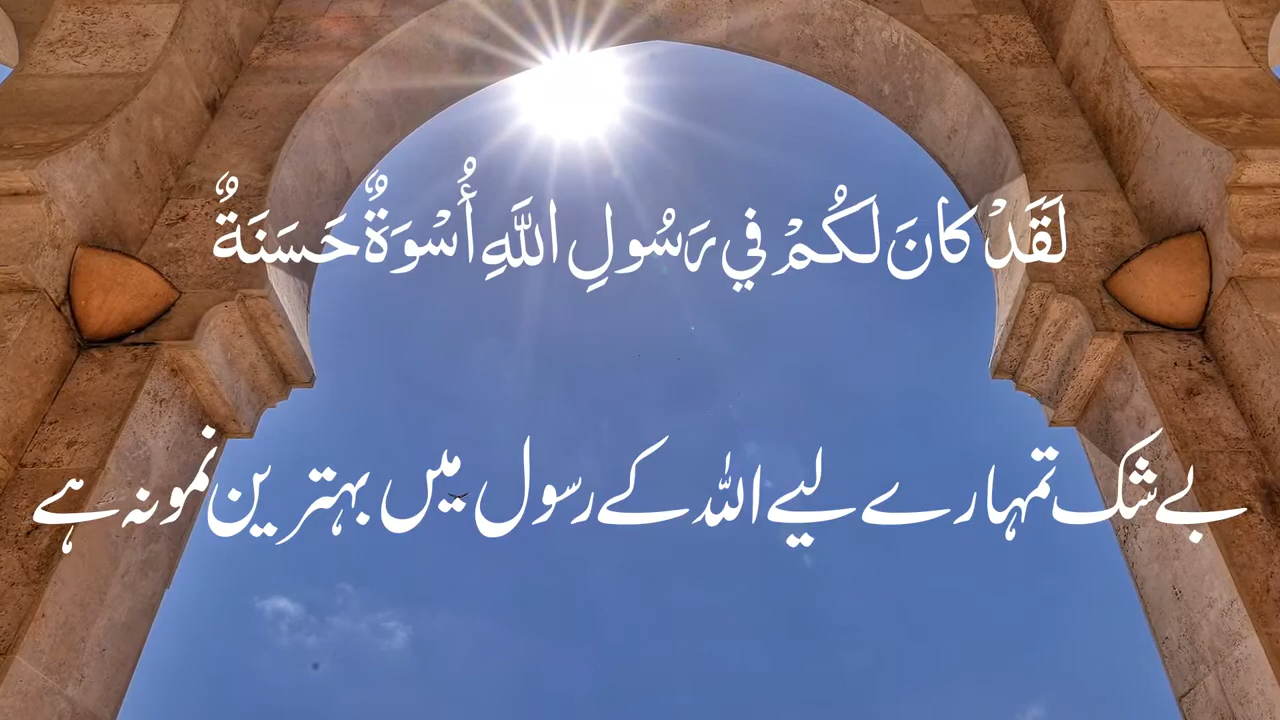 لَقَدْ كَانَ لَكُمْ فِي رَسُولِ اللَّهِ أُسْوَةٌ حَسَنَةٌ
بے شک تمہارے لیے اللہ کے رسول میں بہترین نمونہ ہے